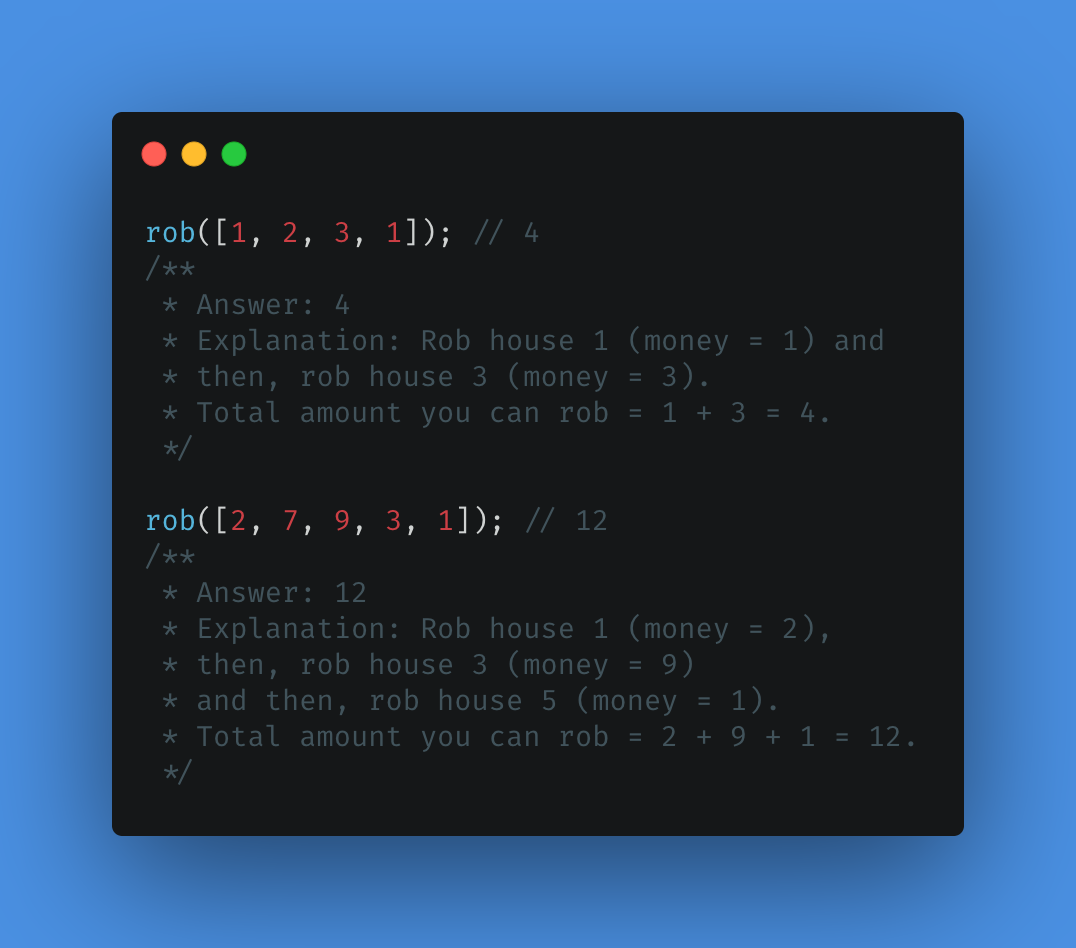 rob([1, 2, 3, 1]); // 4
/**
 * Answer: 4
 * Explanation: Rob house 1 (money = 1) and
 * then, rob house 3 (money = 3).
 * Total amount you can rob = 1 + 3 = 4.
 */

rob([2, 7, 9, 3, 1]); // 12
/**
 * Answer: 12
 * Explanation: Rob house 1 (money = 2),
 * then, rob house 3 (money = 9)
 * and then, rob house 5 (money = 1).
 * Total amount you can rob = 2 + 9 + 1 = 12.
 */